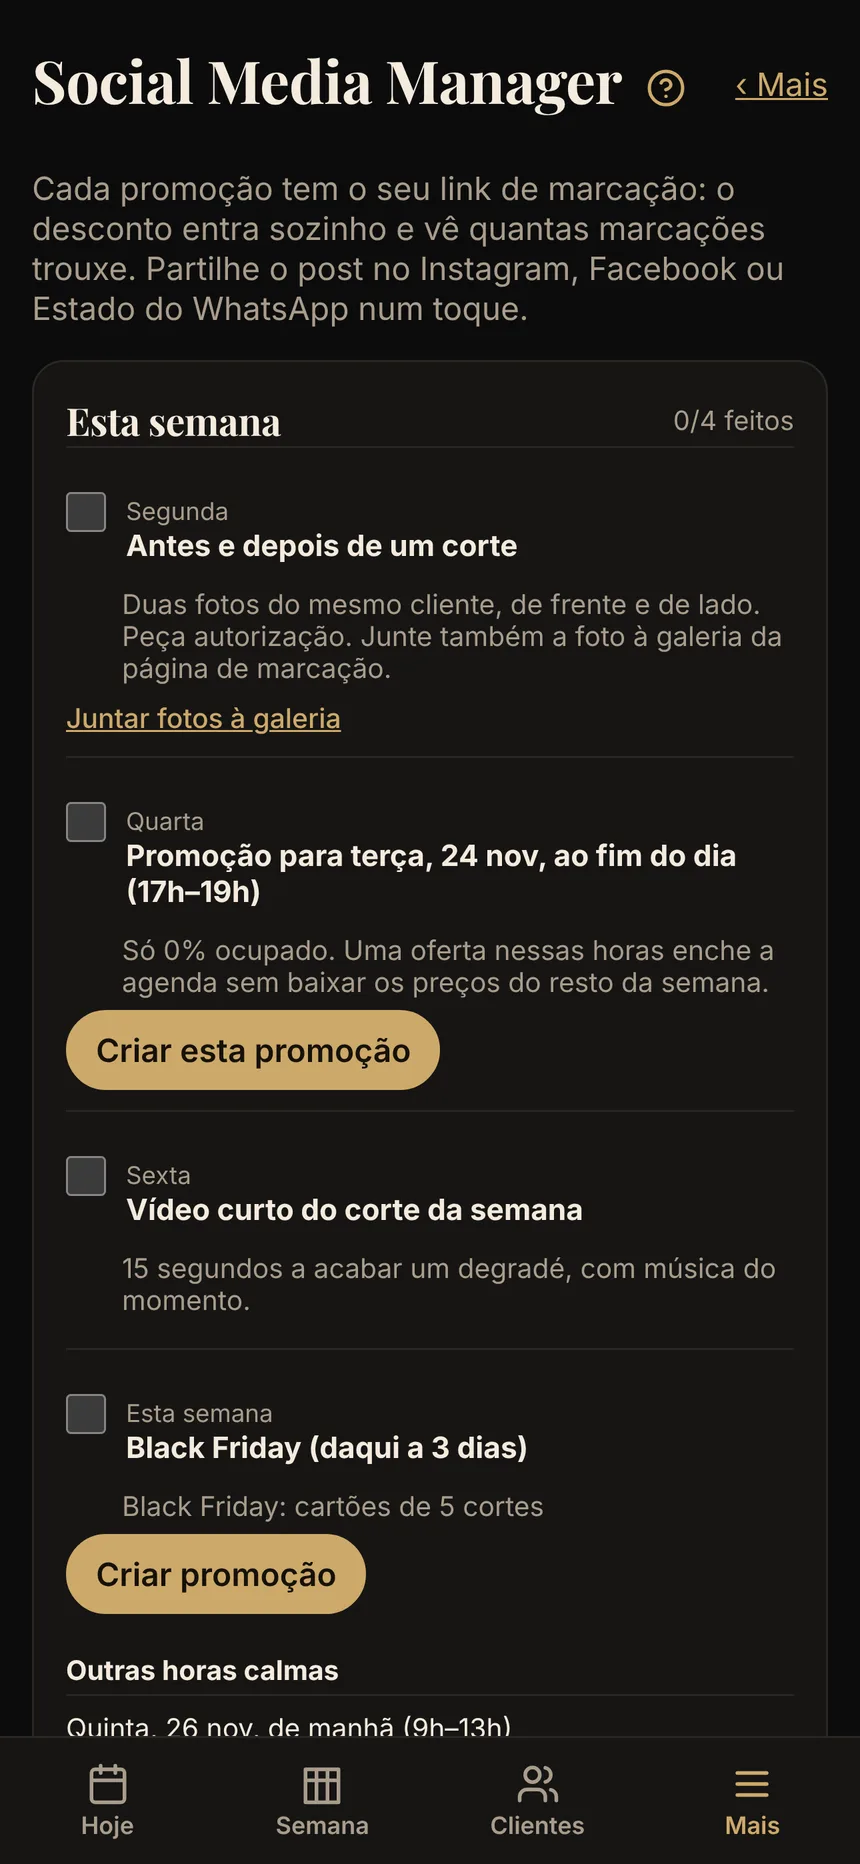 Social Media Manager
‹ Mais
Cada promoção tem o seu link de marcação: o
desconto entra sozinho e vê quantas marcações
trouxe. Partilhe o post no Instagram, Facebook ou
Estado do WhatsApp num toque.
Esta semana
0/4 feitos
Segunda
Antes e depois de um corte
Duas fotos do mesmo cliente, de frente e de lado.
Peça autorização. Junte também a foto à galeria da
página de marcação.
Juntar fotos à galeria
Quarta
Promoção para terça, 24 nov, ao fim do dia
(17h–19h)
Só 0% ocupado. Uma oferta nessas horas enche a
agenda sem baixar os preços do resto da semana.
Criar esta promoção
Sexta
Vídeo curto do corte da semana
15 segundos a acabar um degradé, com música do
momento.
Esta semana
Black Friday (daqui a 3 dias)
Black Friday: cartões de 5 cortes
Criar promoção
Outras horas calmas
Quinta, 26 nov, de manhã (9h–13h)
Hoje
Semana
Clientes
Mais